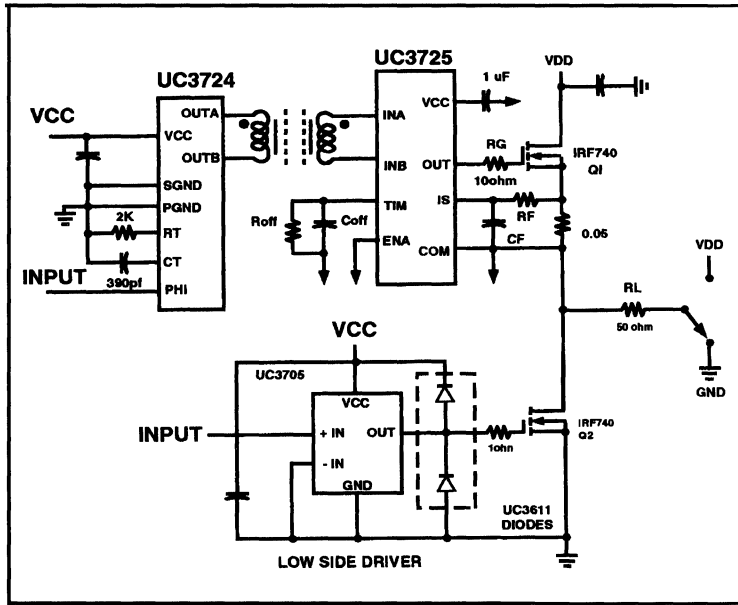 UC3724
UC3725
VDD
1 uF
VCC
OUTA
VCC
OUTB
SGND
PGND
2K
RT
CT
390pf
INPUT
PHI
INA
VCC
INB
OUT
RG
10ohm
IRF740
Q1
TIM
IS
RF
Roff
Coff
ENA
COM
CF
0.05
VDD
RL
50 ohm
GND
VCC
UC3705
VCC
INPUT
+ IN
OUT
- IN
GND
1ohn
IRF740
Q2
UC3611
DIODES
LOW SIDE DRIVER